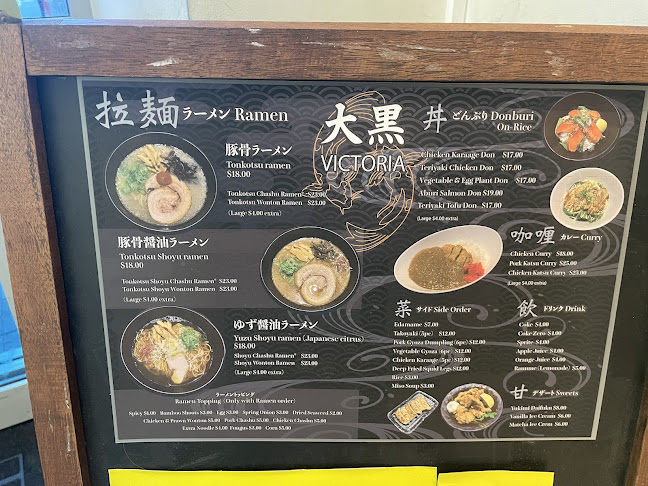 拉麺 ラーメン Ramen
豚骨ラーメン
Tonkotsu ramen
$18.00
Tonkotsu Chashu Ramen $23.00
Tonkotsu Wonton Ramen $23.00
(Large $4.00 extra)
豚骨醤油ラーメン
Tonkotsu Shoyu ramen
$18.00
Tonkotsu Shoyu Chashu Ramen* $23.00
Tonkotsu Shoyu Wonton Ramen $23.00
(Large $4.00 extra)
ゆず醤油ラーメン
Yuzu Shoyu ramen (Japanese citrus)
$18.00
Shoyu Chashu Ramen* $23.00
Shoyu Wonton Ramen $23.00
(Large $4.00 extra)
ラーメントッピング
Ramen Topping (Only with Ramen order)
Bamboo Shoots $3.00 Egg $3.00 Spring Onion $3.00 Dried Seaweed
Chicken & Prawn Wonton Pork Chashu Chicken Chashu
Extra Noodle $4.00 Fungus $3.00 Corn $3.00
大黒
VICTORIA
丼 どんぶり Donburi
On-Rice
Chicken Karaage Don $17.00
Teriyaki Chicken Don $17.00
Vegetable & Egg Plant Don $17.00
Aburi Salmon Don $19.00
Teriyaki Tofu Don $17.00
(Large $4.00 extra)
咖喱 カレー Curry
Chicken Curry $18.00
Pork Katsu Curry $23.00
Chicken Katsu Curry $23.00
(Large $4.00 extra)
菜 サイド Side Order
Edamame $7.00
Takoyaki (5pc) $12.00
Pork Gyoza Dumpling (6pc) $12.00
Vegetable Gyoza (6pc) $12.00
Chicken Karaage (5pc) $12.00
Deep Fried Squid Legs $12.00
Rice $3.00
Miso Soup $3.00
飲 ドリンク Drink
Coke $4.00
Coke Zero $4.00
Sprite $4.00
Apple Juice $4.00
Orange Juice $4.00
Ramune (Lemonade) $5.00
甘 デザート Sweets
Yukimi Daifuku $8.00
Vanilla Ice Cream $6.00
Matcha Ice Cream $6.00